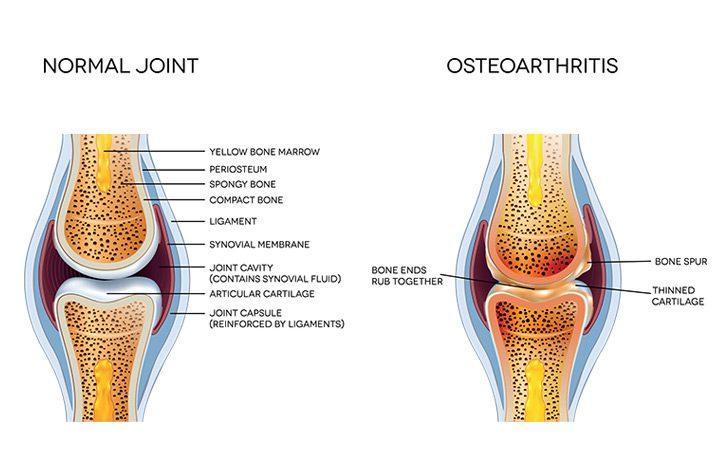 NORMAL JOINT
YELLOW BONE MARROW
PERIOSTEUM
SPONGY BONE
COMPACT BONE
LIGAMENT
SYNOVIAL MEMBRANE
JOINT CAVITY
(CONTAINS SYNOVIAL FLUID)
ARTICULAR CARTILAGE
JOINT CAPSULE
(REINFORCED BY LIGAMENTS)
OSTEOARTHRITIS
BONE ENDS
RUB TOGETHER
BONE SPUR
THINNED
CARTILAGE